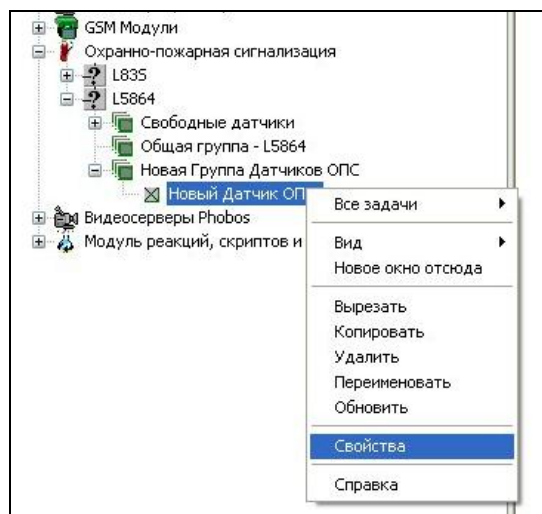 GSM Модули
Охранно-пожарная сигнализация
L835
L5864
Свободные датчики
Общая группа - L5864
Новая Группа Датчиков ОПС
Новый Датчик ОП
Видеосерверы Phobos
Модуль реакций, скриптов и
Все задачи
Вид
Новое окно отсюда
Вырезать
Копировать
Удалить
Переименовать
Обновить
Свойства
Справка